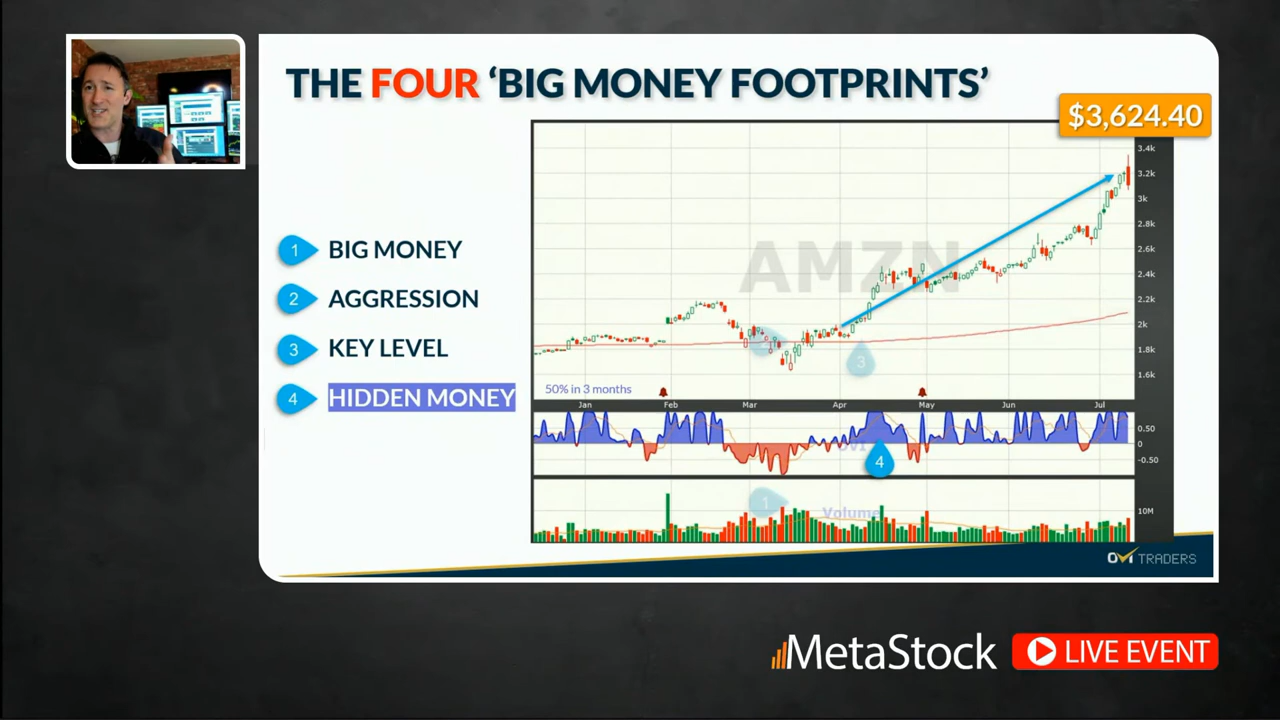 THE FOUR ‘BIG MONEY FOOTPRINTS’
$3,624.40
1 BIG MONEY
2 AGGRESSION
3 KEY LEVEL
4 HIDDEN MONEY
AMZN
3.4k
3.2k
3k
2.8k
2.6k
2.4k
2.2k
2k
1.8k
1.6k
2
3
50% in 3 months
Jan Feb Mar Apr May Jun Jul
OVI
4
0.50
0
-0.50
1
Volume
10M
OVI TRADERS
MetaStock
LIVE EVENT